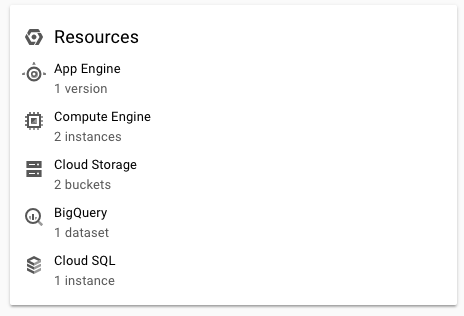 Resources
App Engine
1 version
Compute Engine
2 instances
Cloud Storage
2 buckets
BigQuery
1 dataset
Cloud SQL
1 instance